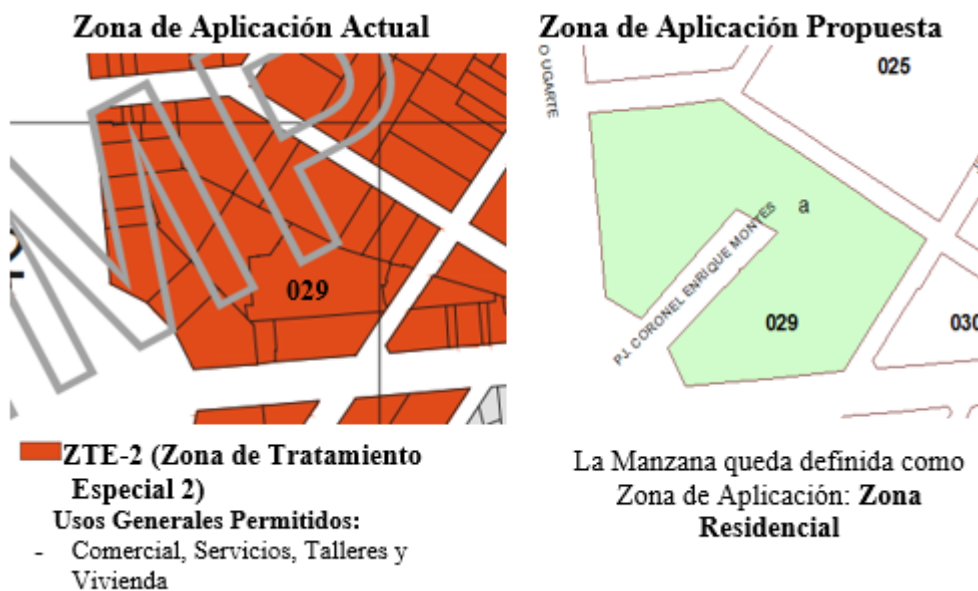 Zona de Aplicación Actual
029
ZTE-2 (Zona de Tratamiento
Especial 2)
Usos Generales Permitidos:
- Comercial, Servicios, Talleres y
Vivienda
Zona de Aplicación Propuesta
O UGARTE
025
a
PJ. CORONEL ENRIQUE MONTES
029
030
La Manzana queda definida como
Zona de Aplicación: Zona
Residencial